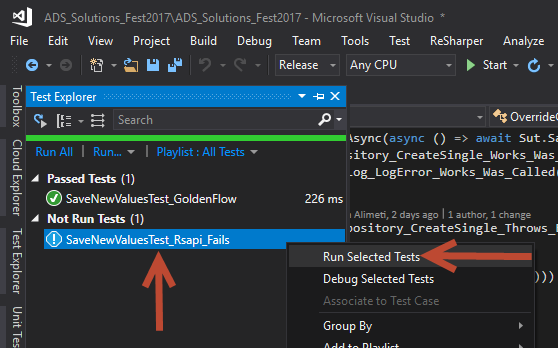 ADS_Solutions_Fest2017\ADS_Solutions_Fest2017 - Microsoft Visual Studio *
File Edit View Project Build Debug Team Tools Test ReSharper Analyze
Release Any CPU Start
Toolbox
Cloud Explorer
Test Explorer
Unit Tes
Test Explorer
Search
Run All Run... Playlist : All Tests
Passed Tests (1)
SaveNewValuesTest_GoldenFlow 226 ms
Not Run Tests (1)
SaveNewValuesTest_Rsapi_Fails
Override
Async(async () => await Sut.Sa
ository_CreateSingle_Works_Was_
Log_LogError_Works_Was_Called(
Alimeti, 2 days ago | 1 author, 1 change
pository_CreateSingle_Throws_
)))
Run Selected Tests
Debug Selected Tests
Associate to Test Case
Group By
Add to Playlist